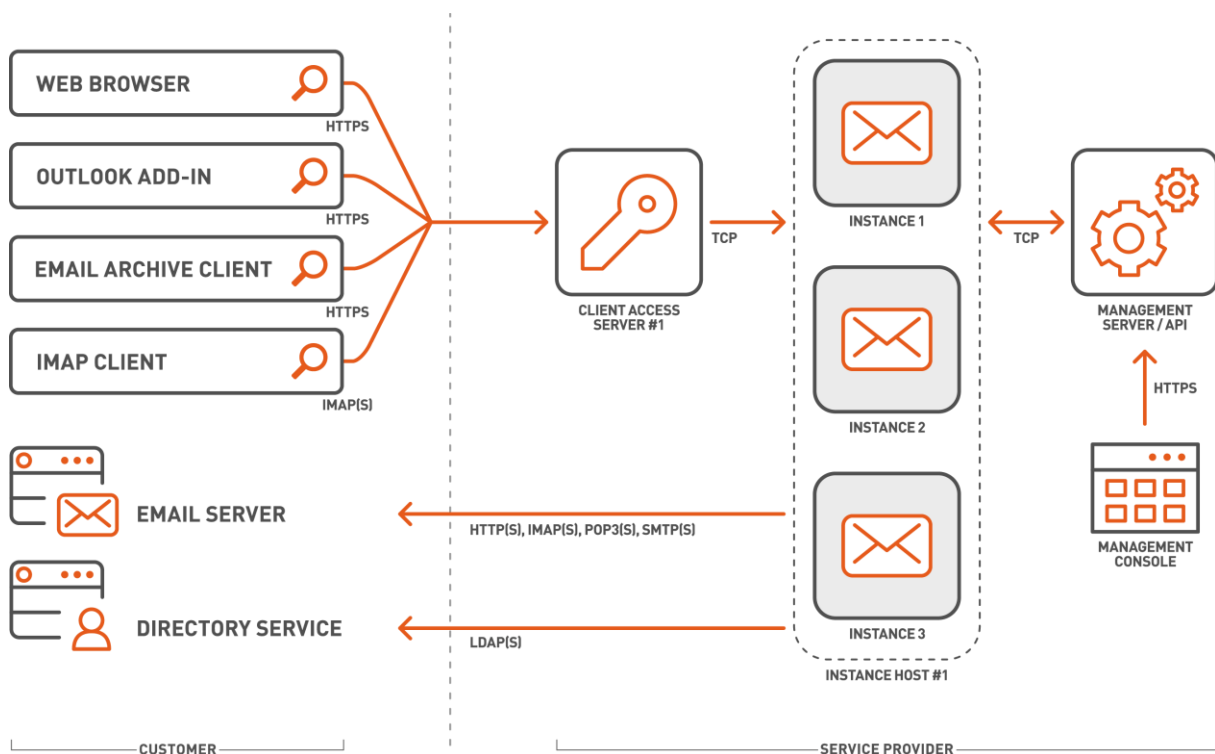 WEB BROWSER
HTTPS
OUTLOOK ADD-IN
HTTPS
EMAIL ARCHIVE CLIENT
HTTPS
IMAP CLIENT
IMAP(S)
EMAIL SERVER
DIRECTORY SERVICE
HTTP(S), IMAP(S), POP3(S), SMTP(S)
LDAP(S)
CLIENT ACCESS
SERVER #1
TCP
INSTANCE 1
INSTANCE 2
INSTANCE 3
INSTANCE HOST #1
TCP
MANAGEMENT
SERVER / API
HTTPS
MANAGEMENT
CONSOLE
CUSTOMER
SERVICE PROVIDER